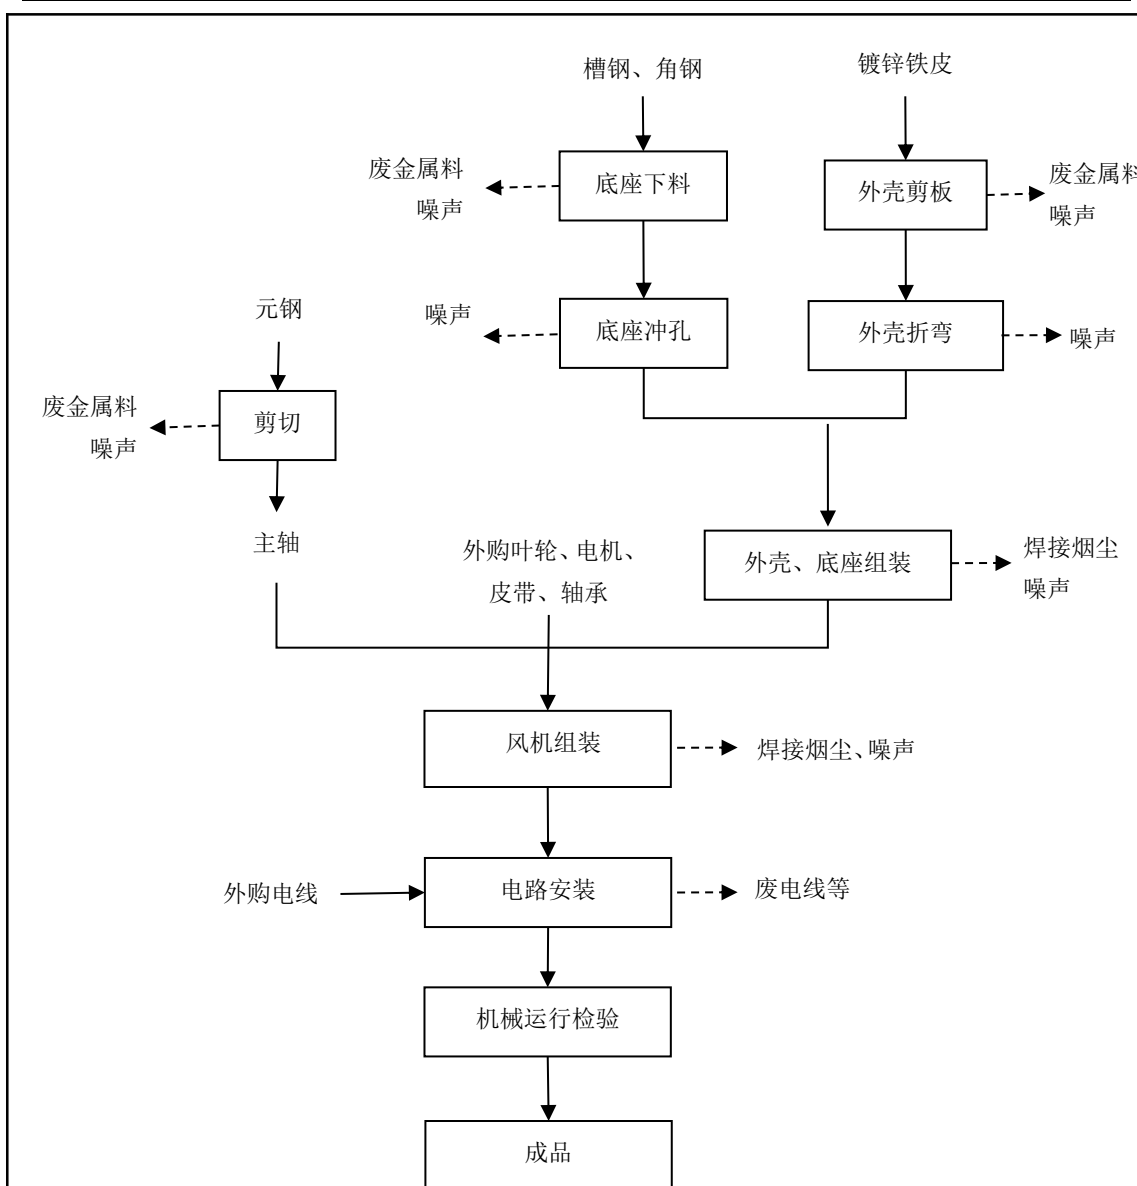 槽钢、角钢
镀锌铁皮
废金属料
噪声
底座下料
外壳剪板
废金属料
噪声
元钢
噪声
底座冲孔
外壳折弯
噪声
废金属料
噪声
剪切
主轴
外购叶轮、电机、
皮带、轴承
外壳、底座组装
焊接烟尘
噪声
风机组装
焊接烟尘、噪声
外购电线
电路安装
废电线等
机械运行检验
成品